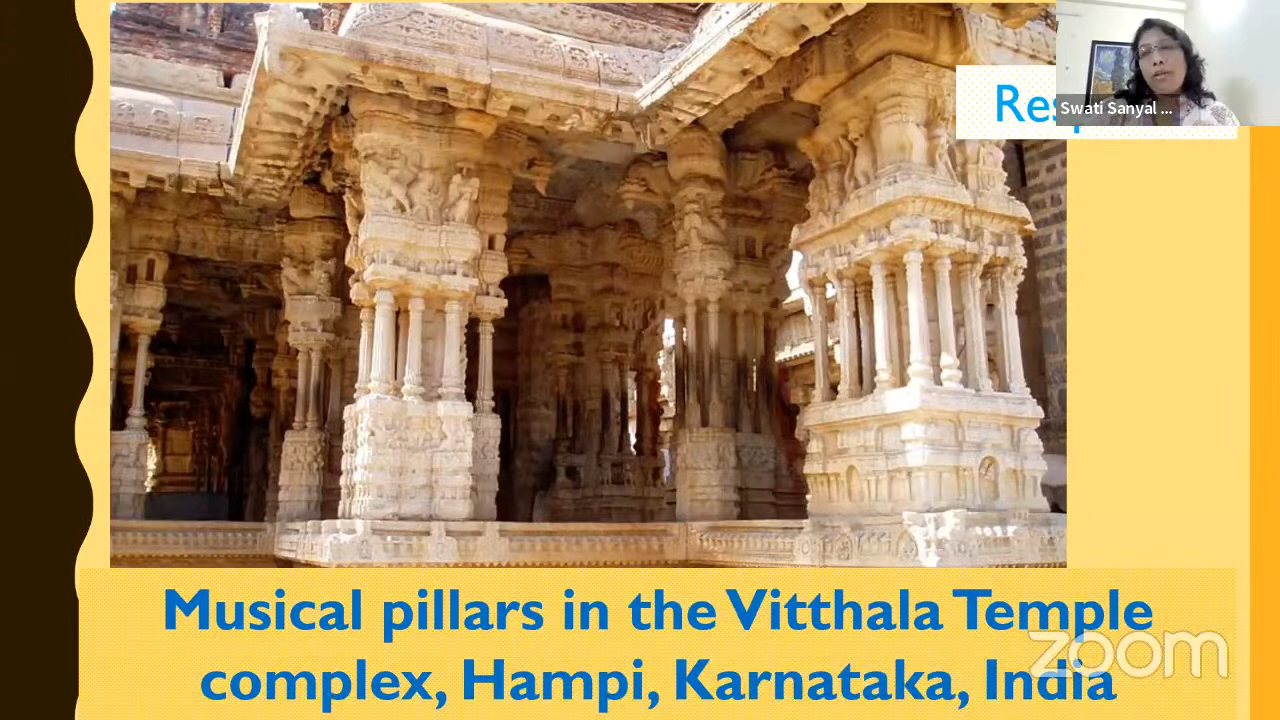 Swati Sanyal ...
Musical pillars in the Vitthala Temple
complex, Hampi, Karnataka, India
zoom